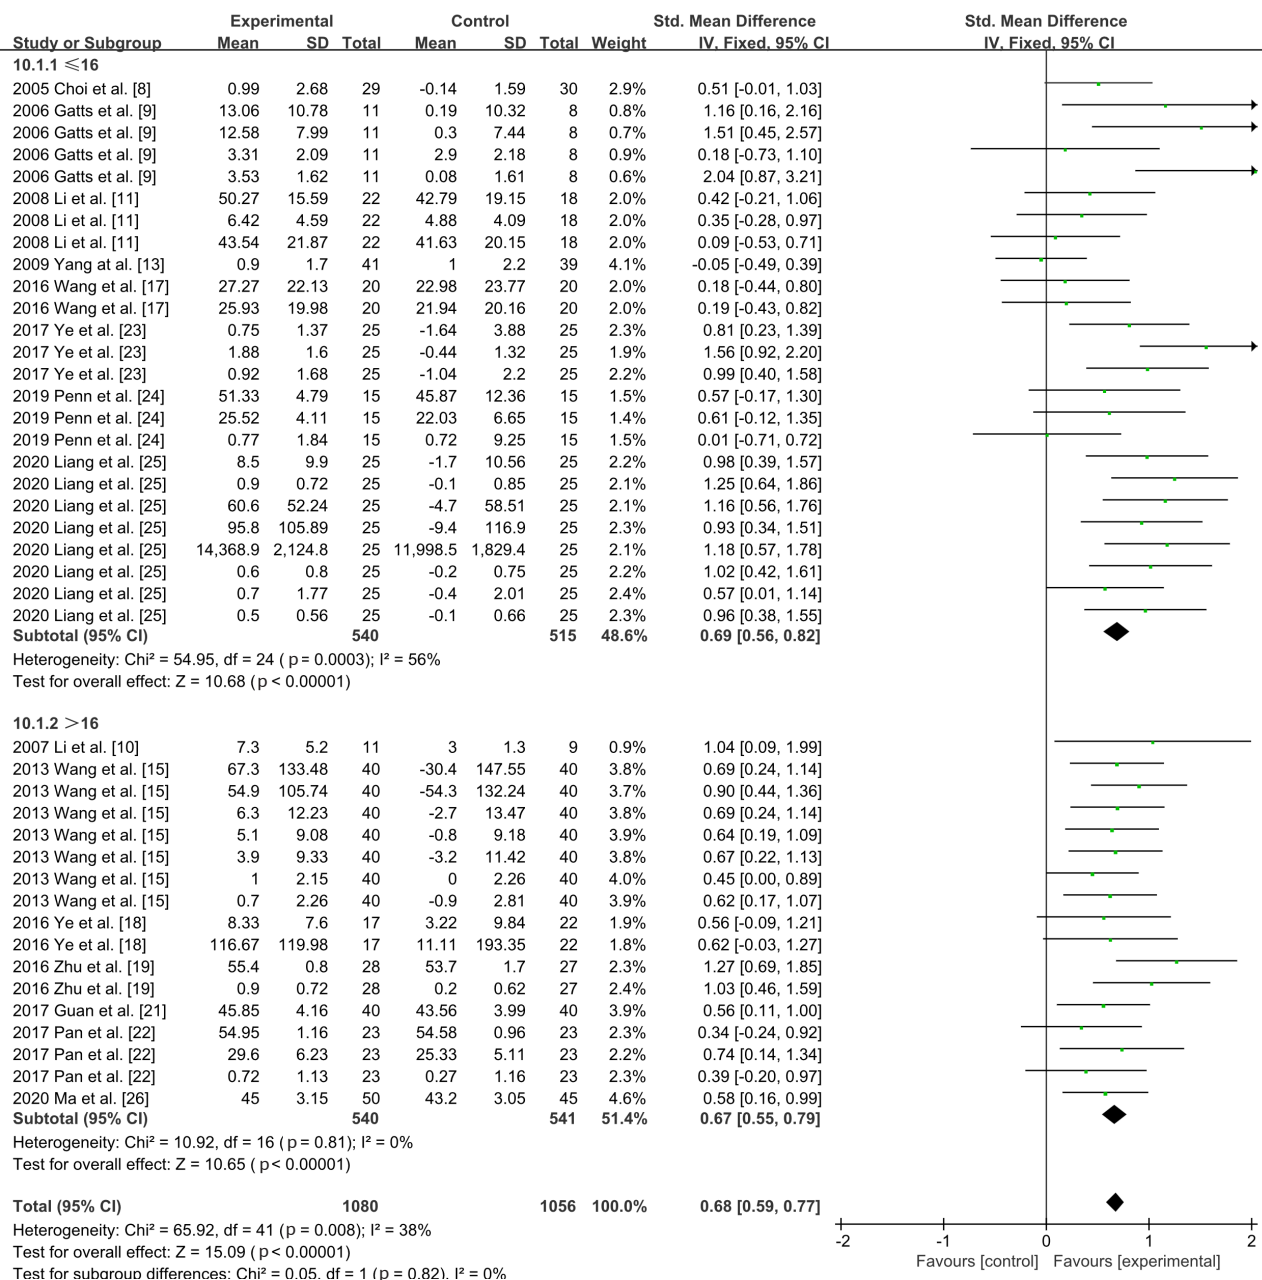 Experimental Control Std. Mean Difference Std. Mean Difference
Study or Subgroup Mean SD Total Mean SD Total Weight IV, Fixed, 95% CI IV, Fixed, 95% CI
10.1.1 ≤16
2005 Choi et al. [8] 0.99 2.68 29 -0.14 1.59 30 2.9% 0.51 [-0.01, 1.03]
2006 Gatts et al. [9] 13.06 10.78 11 0.19 10.32 8 0.8% 1.16 [0.16, 2.16]
2006 Gatts et al. [9] 12.58 7.99 11 0.3 7.44 8 0.7% 1.51 [0.45, 2.57]
2006 Gatts et al. [9] 3.31 2.09 11 2.9 2.18 8 0.9% 0.18 [-0.73, 1.10]
2006 Gatts et al. [9] 3.53 1.62 11 0.08 1.61 8 0.6% 2.04 [0.87, 3.21]
2008 Li et al. [11] 50.27 15.59 22 42.79 19.15 18 2.0% 0.42 [-0.21, 1.06]
2008 Li et al. [11] 6.42 4.59 22 4.88 4.09 18 2.0% 0.35 [-0.28, 0.97]
2008 Li et al. [11] 43.54 21.87 22 41.63 20.15 18 2.0% 0.09 [-0.53, 0.71]
2009 Yang at al. [13] 0.9 1.7 41 1 2.2 39 4.1% -0.05 [-0.49, 0.39]
2016 Wang et al. [17] 27.27 22.13 20 22.98 23.77 20 2.0% 0.18 [-0.44, 0.80]
2016 Wang et al. [17] 25.93 19.98 20 21.94 20.16 20 2.0% 0.19 [-0.43, 0.82]
2017 Ye et al. [23] 0.75 1.37 25 -1.64 3.88 25 2.3% 0.81 [0.23, 1.39]
2017 Ye et al. [23] 1.88 1.6 25 -0.44 1.32 25 1.9% 1.56 [0.92, 2.20]
2017 Ye et al. [23] 0.92 1.68 25 -1.04 2.2 25 2.2% 0.99 [0.40, 1.58]
2019 Penn et al. [24] 51.33 4.79 15 45.87 12.36 15 1.5% 0.57 [-0.17, 1.30]
2019 Penn et al. [24] 25.52 4.11 15 22.03 6.65 15 1.4% 0.61 [-0.12, 1.35]
2019 Penn et al. [24] 0.77 1.84 15 0.72 9.25 15 1.5% 0.01 [-0.71, 0.72]
2020 Liang et al. [25] 8.5 9.9 25 -1.7 10.56 25 2.2% 0.98 [0.39, 1.57]
2020 Liang et al. [25] 0.9 0.72 25 -0.1 0.85 25 2.1% 1.25 [0.64, 1.86]
2020 Liang et al. [25] 60.6 52.24 25 -4.7 58.51 25 2.1% 1.16 [0.56, 1.76]
2020 Liang et al. [25] 95.8 105.89 25 -9.4 116.9 25 2.3% 0.93 [0.34, 1.51]
2020 Liang et al. [25] 14,368.9 2,124.8 25 11,998.5 1,829.4 25 2.1% 1.18 [0.57, 1.78]
2020 Liang et al. [25] 0.6 0.8 25 -0.2 0.75 25 2.2% 1.02 [0.42, 1.61]
2020 Liang et al. [25] 0.7 1.77 25 -0.4 2.01 25 2.4% 0.57 [0.01, 1.14]
2020 Liang et al. [25] 0.5 0.56 25 -0.1 0.66 25 2.3% 0.96 [0.38, 1.55]
Subtotal (95% CI) 540 515 48.6% 0.69 [0.56, 0.82]
Heterogeneity: Chi² = 54.95, df = 24 ( p = 0.0003); I² = 56%
Test for overall effect: Z = 10.68 ( p < 0.00001)
10.1.2 >16
2007 Li et al. [10] 7.3 5.2 11 3 1.3 9 0.9% 1.04 [0.09, 1.99]
2013 Wang et al. [15] 67.3 133.48 40 -30.4 147.55 40 3.8% 0.69 [0.24, 1.14]
2013 Wang et al. [15] 54.9 105.74 40 -54.3 132.24 40 3.7% 0.90 [0.44, 1.36]
2013 Wang et al. [15] 6.3 12.23 40 -2.7 13.47 40 3.8% 0.69 [0.24, 1.14]
2013 Wang et al. [15] 5.1 9.08 40 -0.8 9.18 40 3.9% 0.64 [0.19, 1.09]
2013 Wang et al. [15] 3.9 9.33 40 -3.2 11.42 40 3.8% 0.67 [0.22, 1.13]
2013 Wang et al. [15] 1 2.15 40 0 2.26 40 4.0% 0.45 [0.00, 0.89]
2013 Wang et al. [15] 0.7 2.26 40 -0.9 2.81 40 3.9% 0.62 [0.17, 1.07]
2016 Ye et al. [18] 8.33 7.6 17 3.22 9.84 22 1.9% 0.56 [-0.09, 1.21]
2016 Ye et al. [18] 116.67 119.98 17 11.11 193.35 22 1.8% 0.62 [-0.03, 1.27]
2016 Zhu et al. [19] 55.4 0.8 28 53.7 1.7 27 2.3% 1.27 [0.69, 1.85]
2016 Zhu et al. [19] 0.9 0.72 28 0.2 0.62 27 2.4% 1.03 [0.46, 1.59]
2017 Guan et al. [21] 45.85 4.16 40 43.56 3.99 40 3.9% 0.56 [0.11, 1.00]
2017 Pan et al. [22] 54.95 1.16 23 54.58 0.96 23 2.3% 0.34 [-0.24, 0.92]
2017 Pan et al. [22] 29.6 6.23 23 25.33 5.11 23 2.2% 0.74 [0.14, 1.34]
2017 Pan et al. [22] 0.72 1.13 23 0.27 1.16 23 2.3% 0.39 [-0.20, 0.97]
2020 Ma et al. [26] 45 3.15 50 43.2 3.05 45 4.6% 0.58 [0.16, 0.99]
Subtotal (95% CI) 540 541 51.4% 0.67 [0.55, 0.79]
Heterogeneity: Chi² = 10.92, df = 16 ( p = 0.81); I² = 0%
Test for overall effect: Z = 10.65 ( p < 0.00001)
Total (95% CI) 1080 1056 100.0% 0.68 [0.59, 0.77]
Heterogeneity: Chi² = 65.92, df = 41 ( p = 0.008); I² = 38%
-2 -1 0 1 2
Test for overall effect: Z = 15.09 ( p < 0.00001)
Favours [control] Favours [experimental]
Test for subgroup differences: Chi² = 0.05, df = 1 ( p = 0.82), I² = 0%